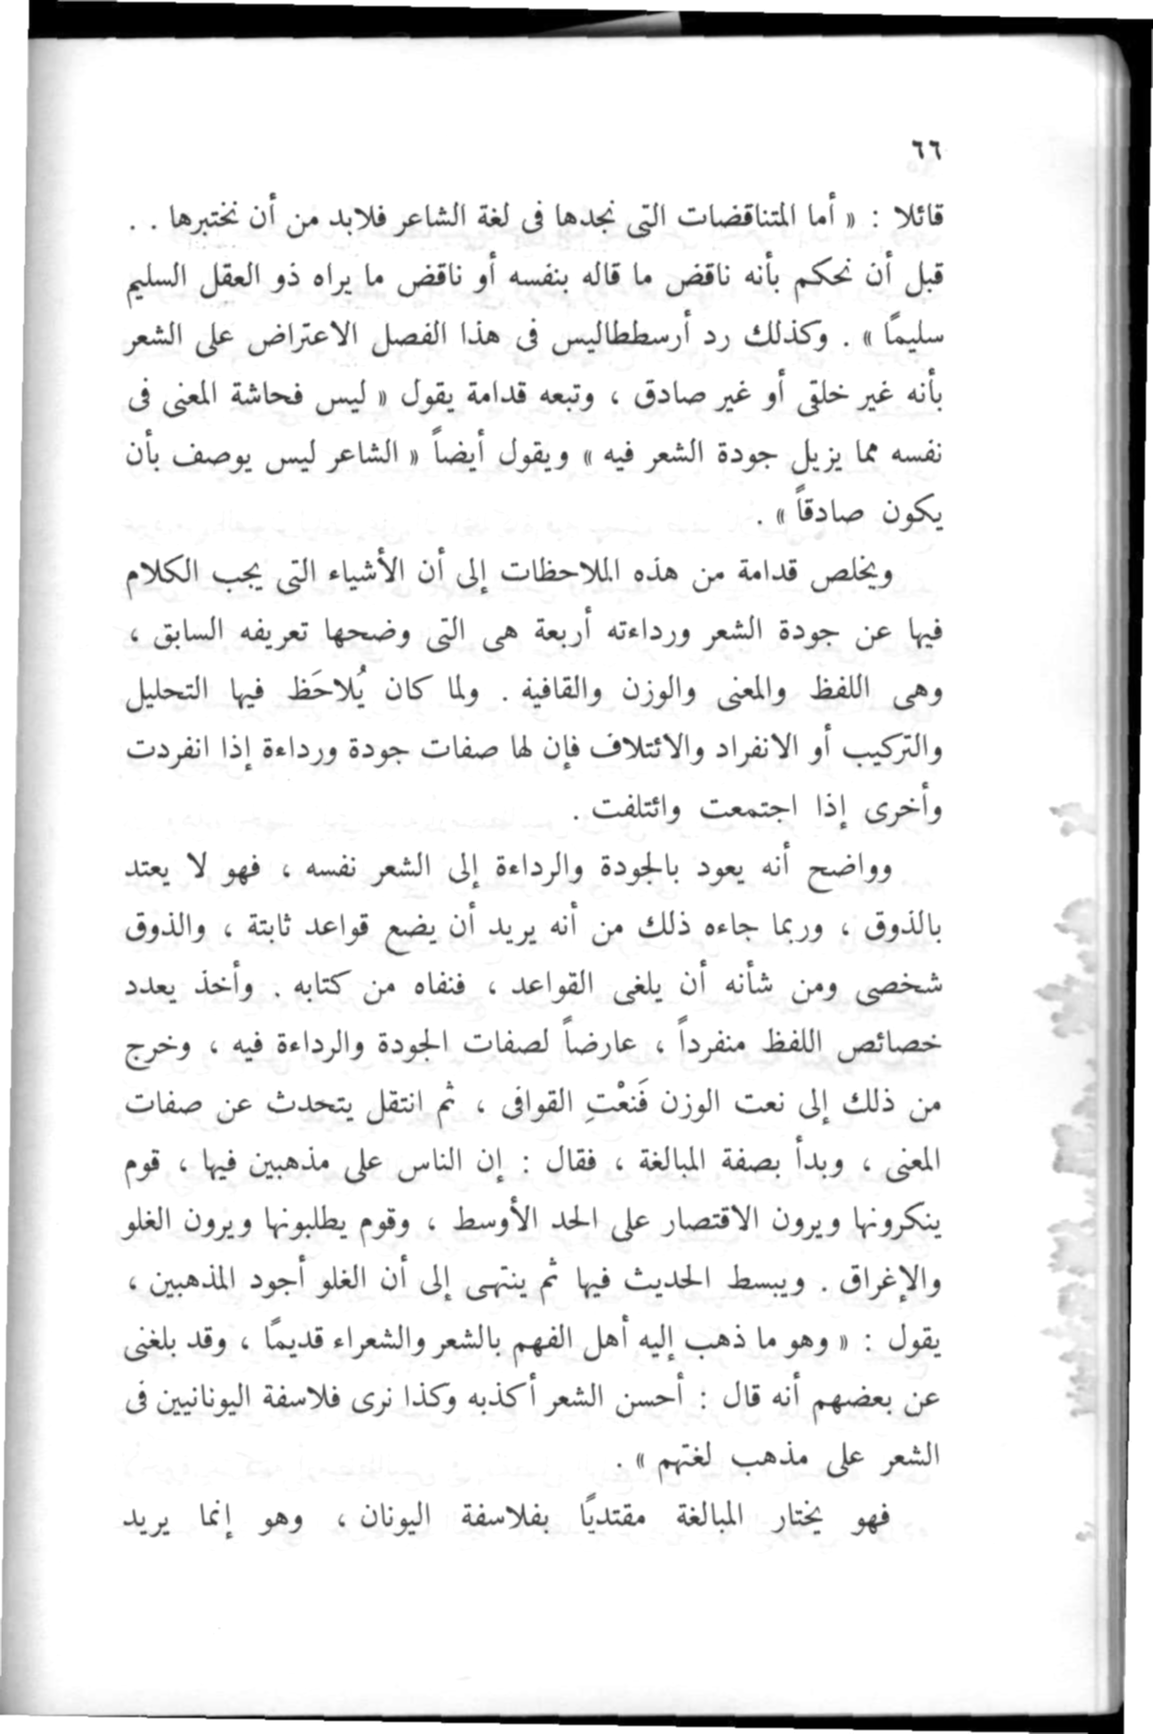 ٦٦
قائلا : « أما المتناقضات التى نجدها فى لغة الشاعر فلابد من أن نختبرها . .
قبل أن نحكم بأنه ناقض ما قاله بنفسه أو ناقض ما يراه ذو العقل السليم
سليمًا » . وكذلك رد أرسططاليس فى هذا الفصل الاعتراض على الشعر
بأنه غير خلقى أو غير صادق ، وتبعه قدامة يقول « ليس فحاشة المعنى فى
نفسه مما يزيل جودة الشعر فيه » ويقول أيضاً « الشاعر ليس يوصف بأن
يكون صادقاً » .
ويخلص قدامة من هذه الملاحظات إلى أن الأشياء التى يجب الكلام
فيها عن جودة الشعر ورداءته أربعة هى التى وضحها تعريفه السابق ،
وهى اللفظ والمعنى والوزن والقافية . ولما كان يُلاحَظ فيها التحليل
والتركيب أو الانفراد والائتلاف فإن لها صفات جودة ورداءة إذا انفردت
وأخرى إذا اجتمعت وائتلفت .
وواضح أنه يعود بالجودة والرداءة إلى الشعر نفسه ، فهو لا يعتد
بالذوق ، وربما جاءه ذلك من أنه يريد أن يضع قواعد ثابتة ، والذوق
شخصى ومن شأنه أن يلغى القواعد ، فنفاه من كتابه . وأخذ يعدد
خصائص اللفظ منفرداً ، عارضاً لصفات الجودة والرداءة فيه ، وخرج
من ذلك إلى نعت الوزن فَنعْتِ القوافى ، ثم انتقل يتحدث عن صفات
المعنى ، وبدأ بصفة المبالغة ، فقال : إن الناس على مذهبين فيها ، قوم
ينكرونها ويرون الاقتصار على الحد الأوسط ، وقوم يطلبونها ويرون الغلو
والإغراق . ويبسط الحديث فيها ثم ينتهى إلى أن الغلو أجود المذهبين ،
يقول : « وهو ما ذهب إليه أهل الفهم بالشعر والشعراء قديمًا ، وقد بلغنى
عن بعضهم أنه قال : أحسن الشعر أكذبه وكذا نرى فلاسفة اليونانيين فى
الشعر على مذهب لغتهم » .
فهو يختار المبالغة مقتديًا بفلاسفة اليونان ، وهو إنما يريد